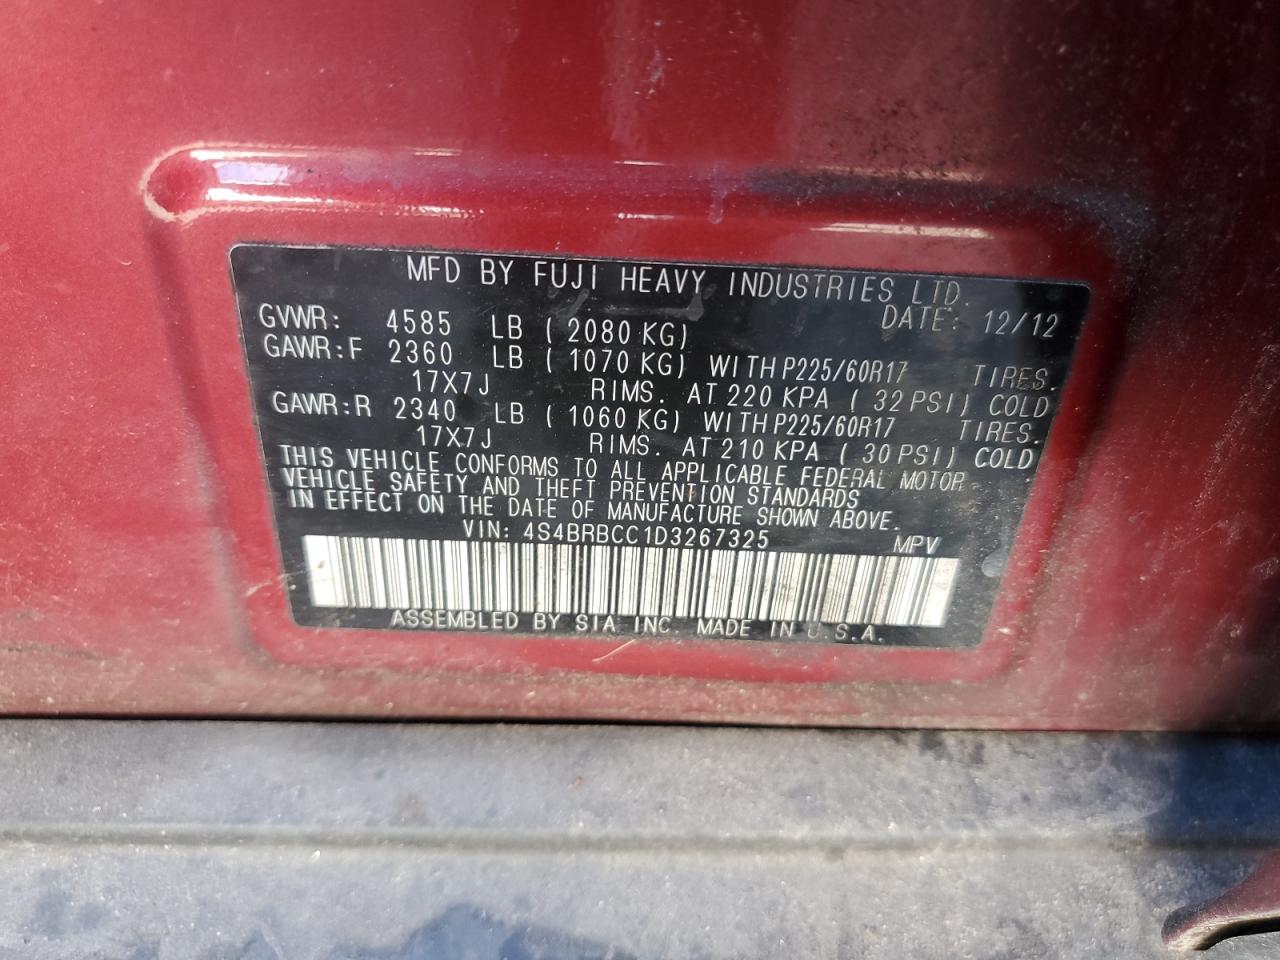 MFD BY FUJI HEAVY INDUSTRIES LTD.
DATE: 12/12
GVWR: 4585 LB ( 2080 KG)
GAWR:F 2360 LB ( 1070 KG) WITH P225/60R17 TIRES.
17X7J RIMS. AT 220 KPA ( 32 PSI) COLD
GAWR:R 2340 LB ( 1060 KG) WITH P225/60R17 TIRES.
17X7J RIMS. AT 210 KPA ( 30 PSI) COLD
THIS VEHICLE CONFORMS TO ALL APPLICABLE FEDERAL MOTOR
VEHICLE SAFETY AND THEFT PREVENTION STANDARDS
IN EFFECT ON THE DATE OF MANUFACTURE SHOWN ABOVE.
VIN: 4S4BRBCC1D3267325 MPV
ASSEMBLED BY SIA INC. MADE IN U.S.A.